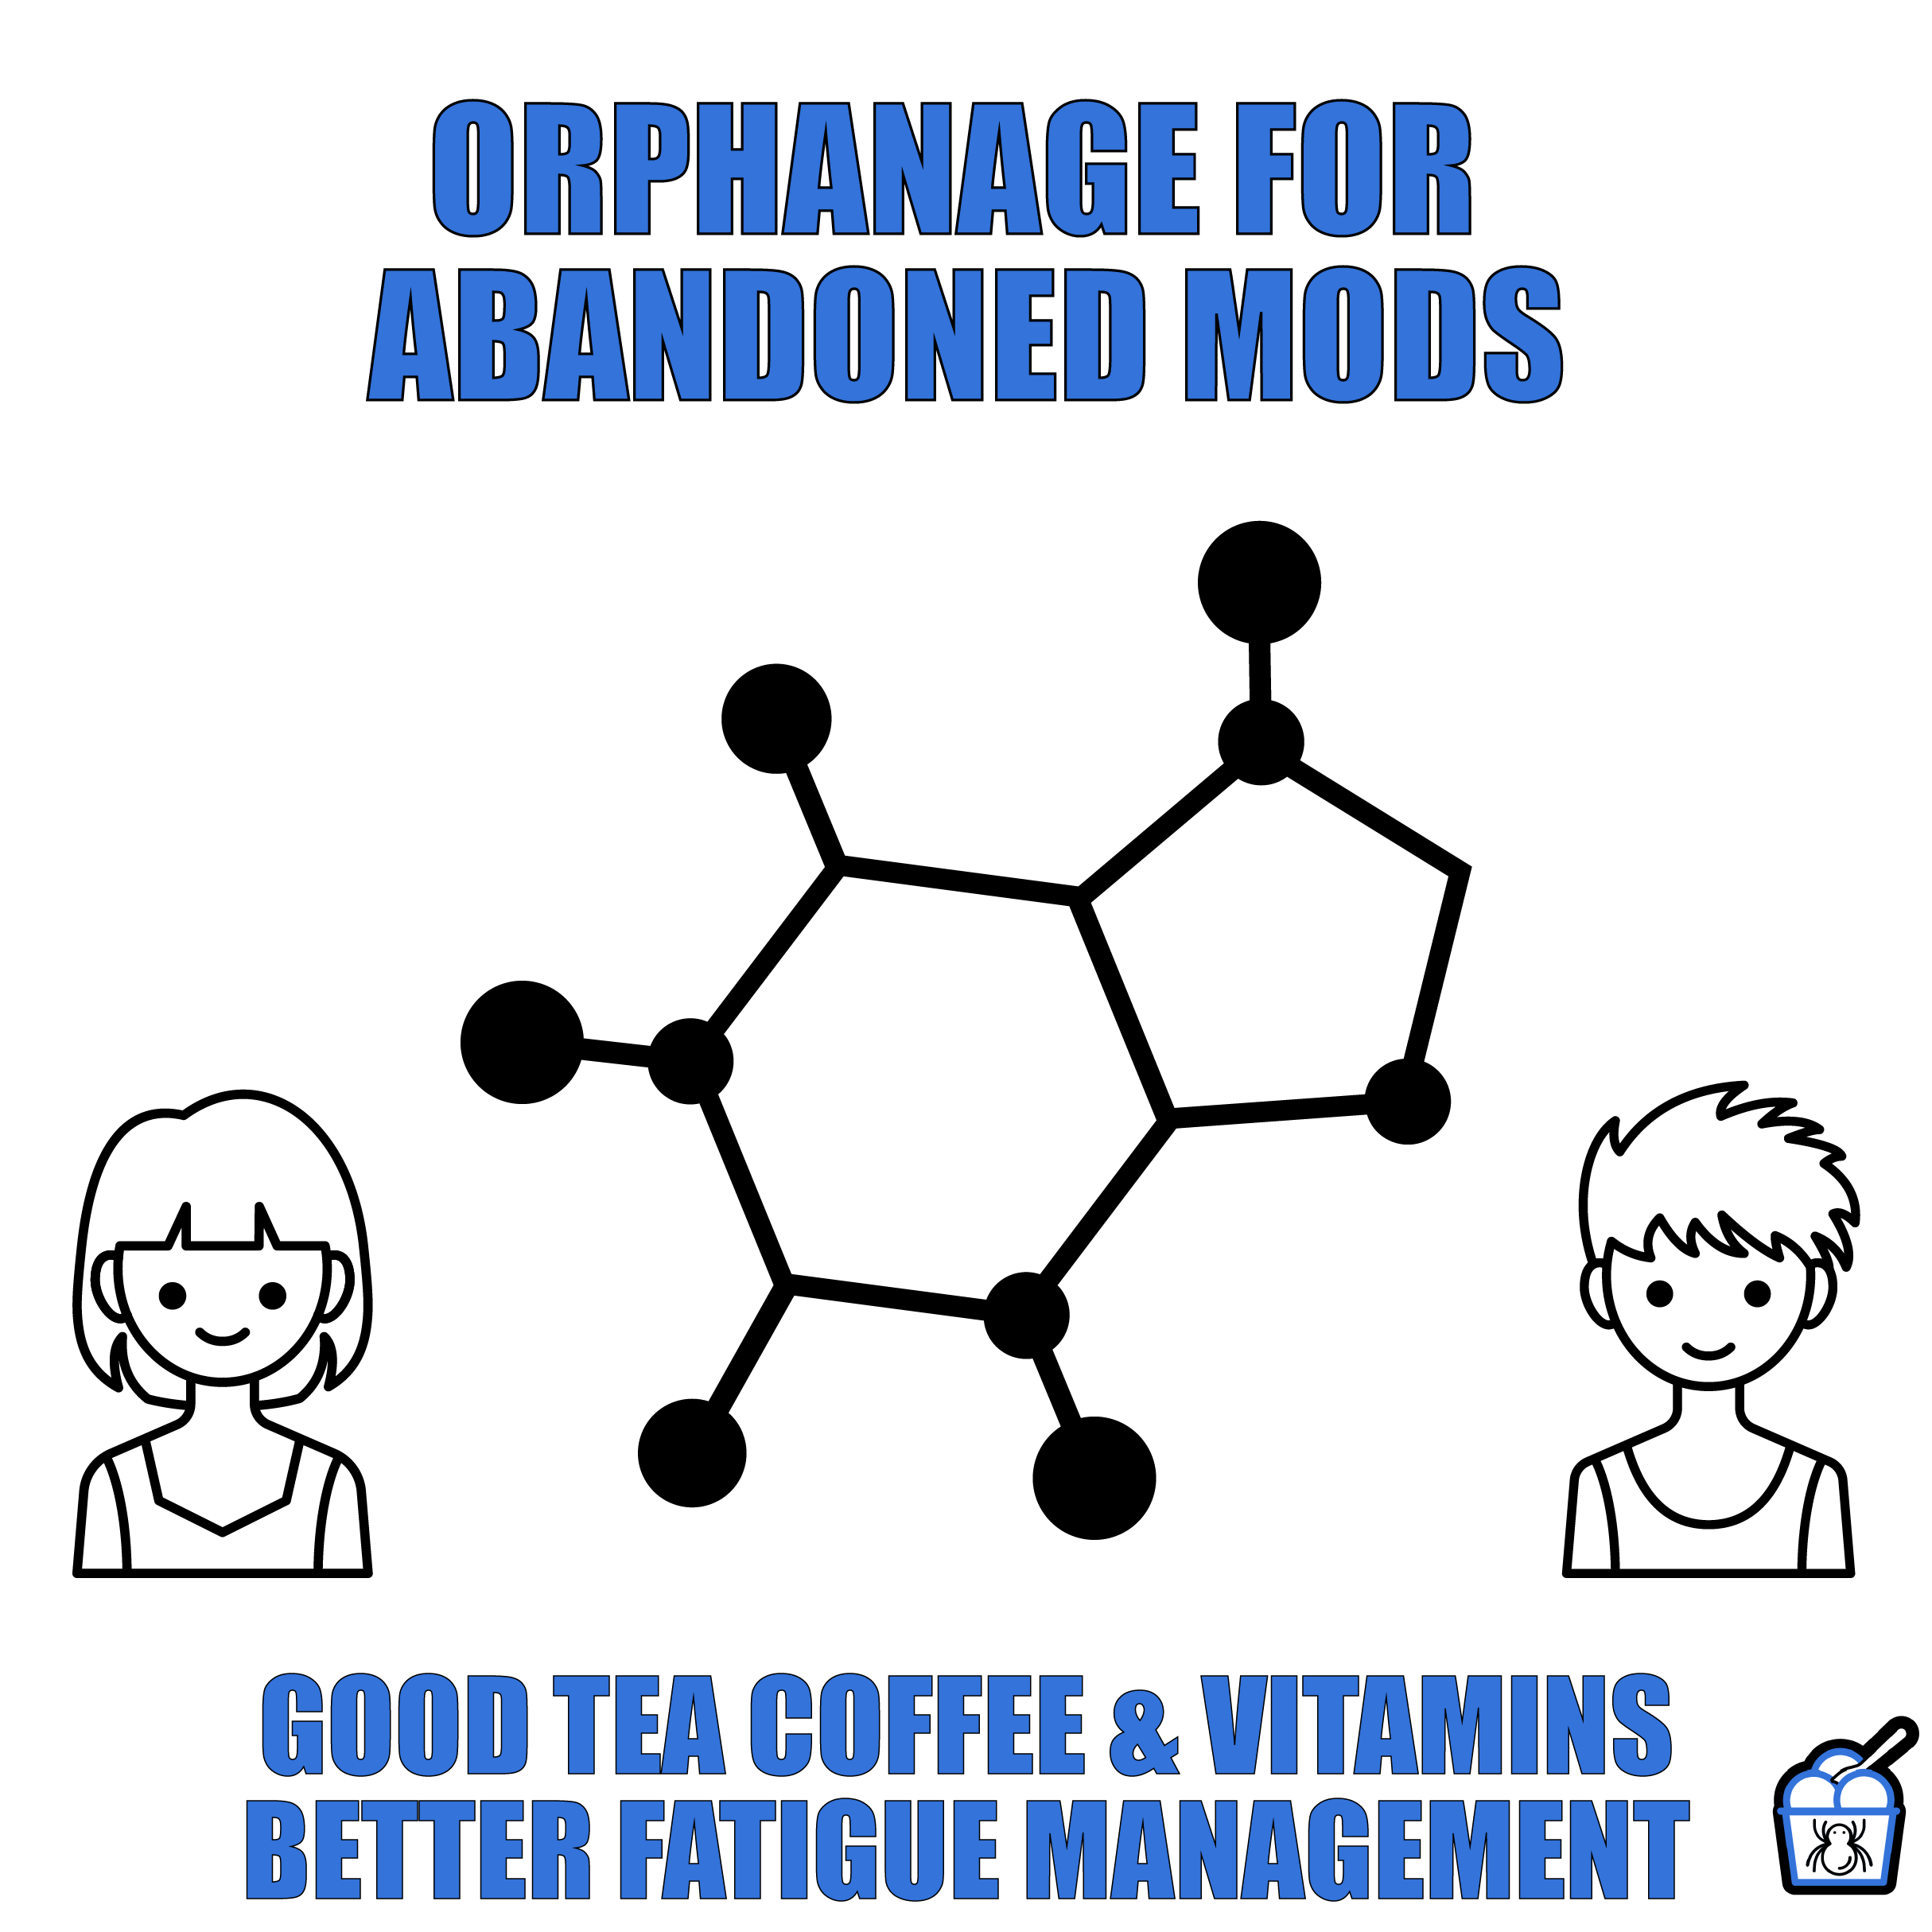 ORPHANAGE FOR
ABANDONED MODS
GOOD TEA COFFEE & VITAMINS
BETTER FATIGUE MANAGEMENT